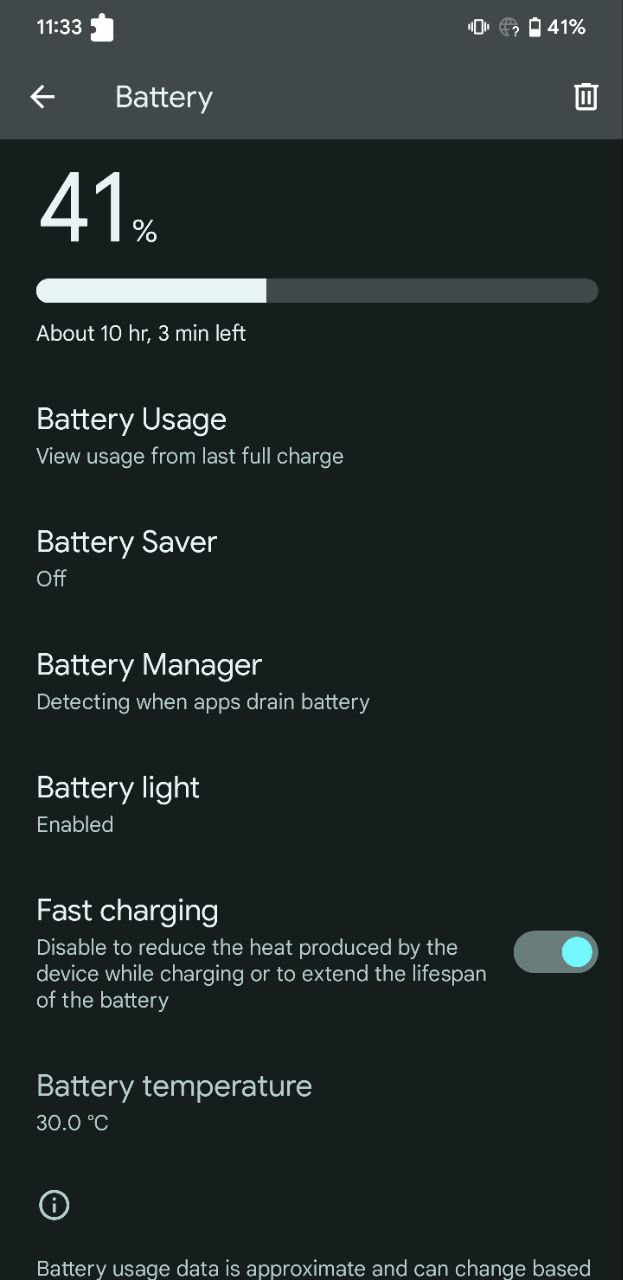 11:33
41%
Battery
41%
About 10 hr, 3 min left
Battery Usage
View usage from last full charge
Battery Saver
Off
Battery Manager
Detecting when apps drain battery
Battery light
Enabled
Fast charging
Disable to reduce the heat produced by the
device while charging or to extend the lifespan
of the battery
Battery temperature
30.0 °C
Battery usage data is approximate and can change based